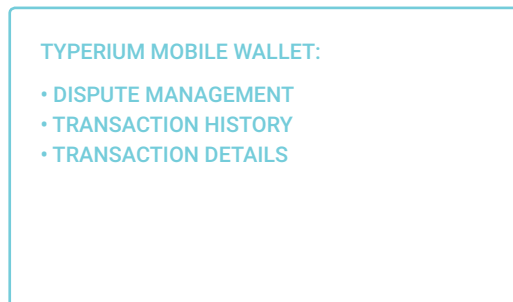 TYPERIUM MOBILE WALLET:
• DISPUTE MANAGEMENT
• TRANSACTION HISTORY
• TRANSACTION DETAILS